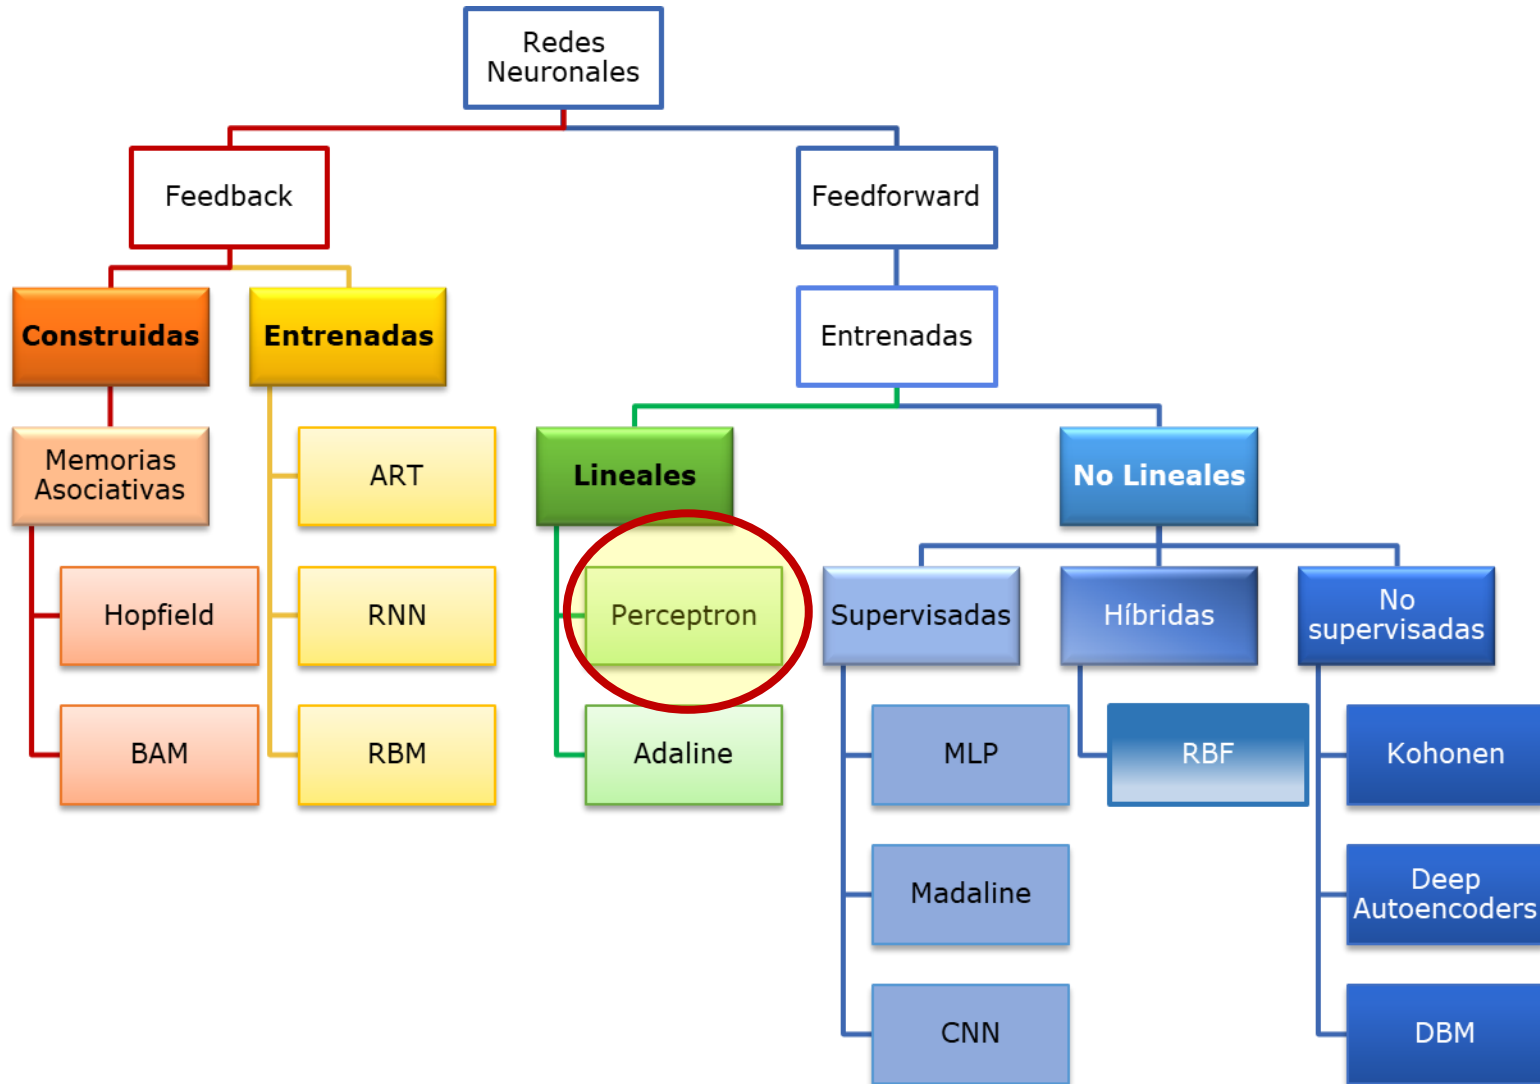 Redes
Neuronales
Feedback
Feedforward
Construidas
Entrenadas
Entrenadas
Memorias
Asociativas
ART
Lineales
No Lineales
Hopfield
RNN
Perceptron
Supervisadas
Híbridas
No
supervisadas
BAM
RBM
Adaline
MLP
RBF
Kohonen
Madaline
Deep
Autoencoders
CNN
DBM